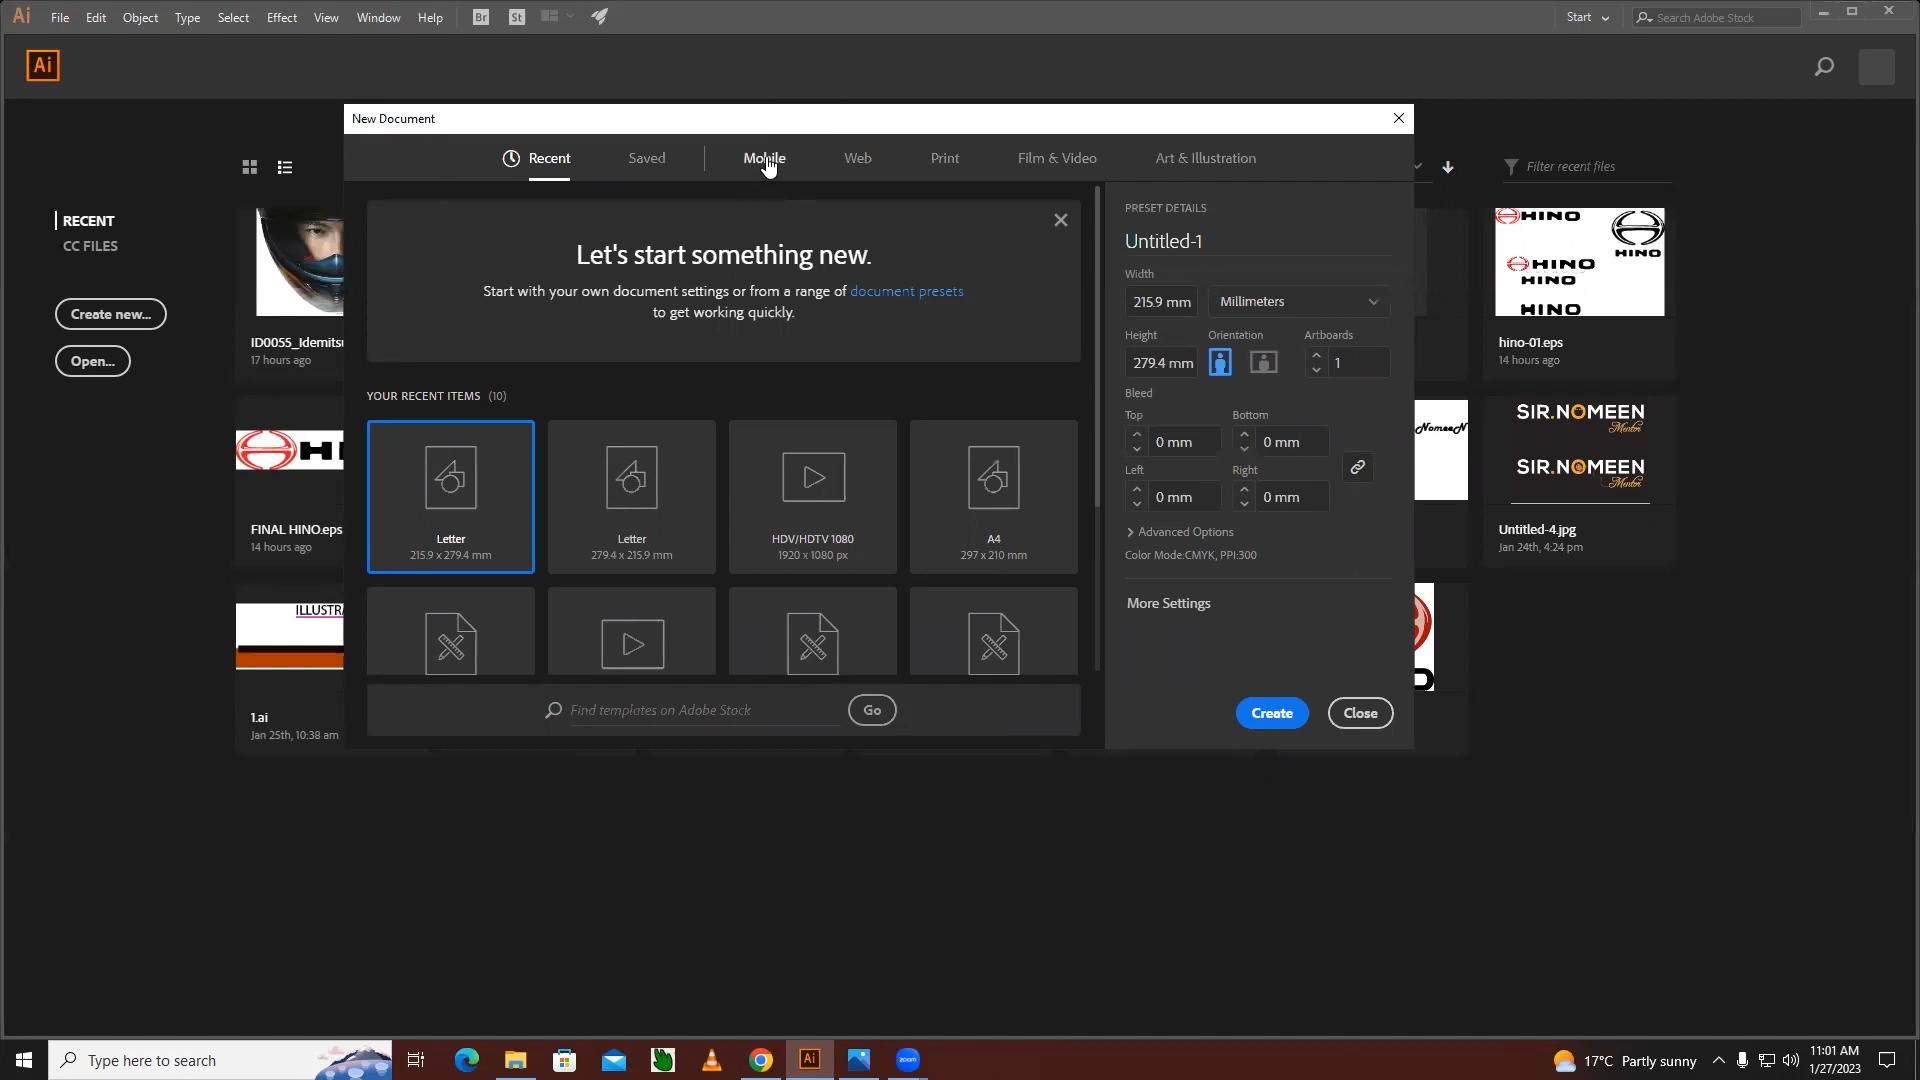 Ai File Edit Object Type Select Effect View Window Help Br St Start Search Adobe Stock
Ai
New Document
Recent Saved Mobile Web Print Film & Video Art & Illustration
Filter recent files
RECENT
CC FILES
Create new...
Open...
Let's start something new.
Start with your own document settings or from a range of document presets
to get working quickly.
YOUR RECENT ITEMS (10)
Letter
215.9 x 279.4 mm
Letter
279.4 x 215.9 mm
HDV/HDTV 1080
1920 x 1080 px
A4
297 x 210 mm
Find templates on Adobe Stock Go
PRESET DETAILS
Untitled-1
Width
215.9 mm Millimeters
Height Orientation Artboards
279.4 mm 1
Bleed
Top Bottom
0 mm 0 mm
Left Right
0 mm 0 mm
Advanced Options
Color Mode:CMYK, PPI:300
More Settings
Create Close
ID0055_Idemitsu
17 hours ago
FINAL HINO.eps
14 hours ago
ILLUSTRA
1.ai
Jan 25th, 10:38 am
HINO
HINO
HINO
HINO
HINO
hino-01.eps
14 hours ago
NomeeN
SIR.NOMEEN
Mentor
SIR.NOMEEN
Mentor
Untitled-4.jpg
Jan 24th, 4:24 pm
Type here to search
Ai
zoom
17°C Partly sunny
11:01 AM
1/27/2023